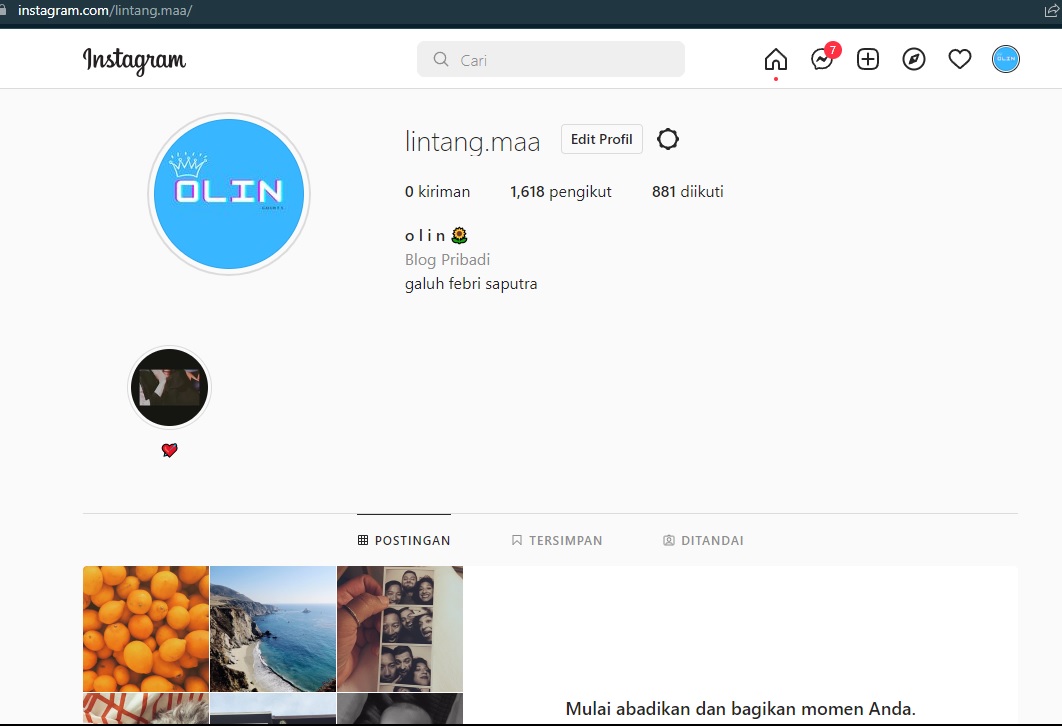 instagram.com/lintang.maa/
Instagram
Cari
7
OLIN
OLIN
lintang.maa
Edit Profil
0 kiriman 1,618 pengikut 881 diikuti
o l i n 🌻
Blog Pribadi
galuh febri saputra
POSTINGAN TERSIMPAN DITANDAI
Mulai abadikan dan bagikan momen Anda.